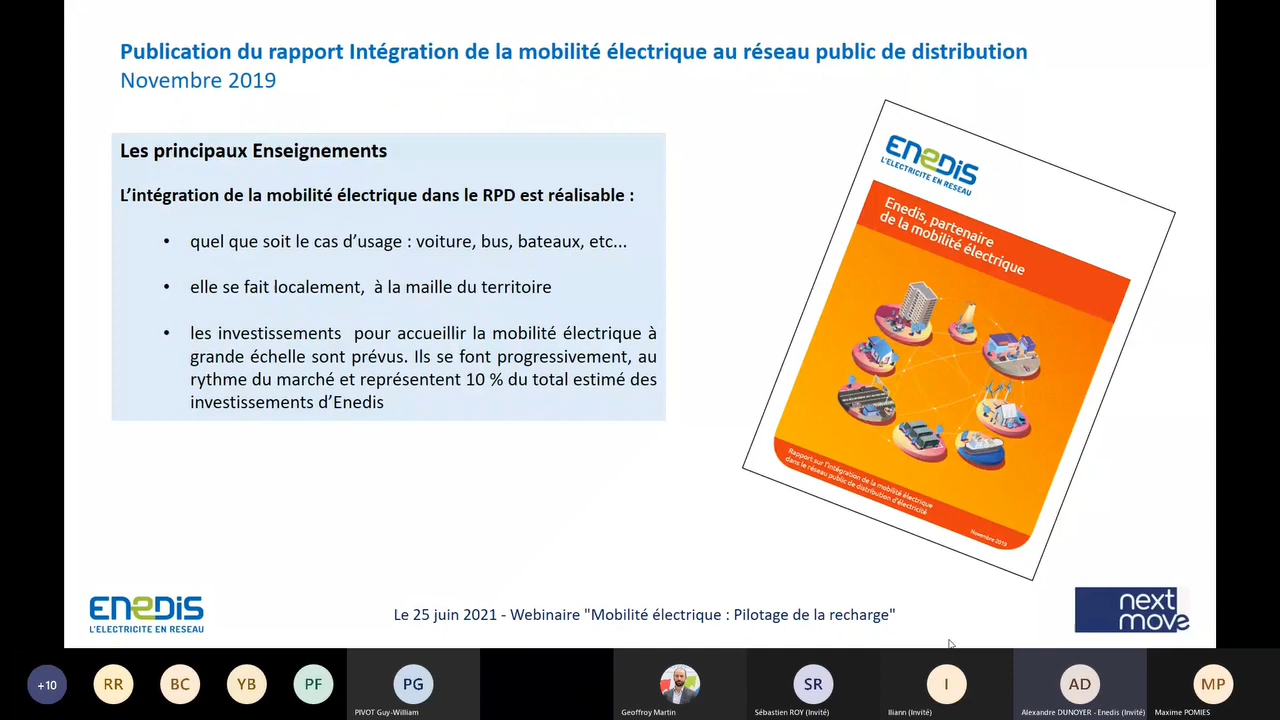 Publication du rapport Intégration de la mobilité électrique au réseau public de distribution
Novembre 2019
Les principaux Enseignements
L'intégration de la mobilité électrique dans le RPD est réalisable :
• quel que soit le cas d'usage : voiture, bus, bateaux, etc...
• elle se fait localement, à la maille du territoire
• les investissements pour accueillir la mobilité électrique à
grande échelle sont prévus. Ils se font progressivement, au
rythme du marché et représentent 10 % du total estimé des
investissements d'Enedis
ENEDIS
L'ELECTRICITE EN RESEAU
Enedis, partenaire
de la mobilité électrique
Rapport sur l'intégration de la mobilité électrique
dans le réseau public de distribution d'électricité
Novembre 2019
ENEDIS
L'ELECTRICITE EN RESEAU
Le 25 juin 2021 - Webinaire "Mobilité électrique : Pilotage de la recharge"
next
move
+10
RR
BC
YB
PF
PG
PIVOT Guy-William
Geoffroy Martin
SR
Sébastien ROY (Invité)
I
Iliann (Invité)
AD
Alexandre DUNOYER - Enedis (Invité)
MP
Maxime POMIES